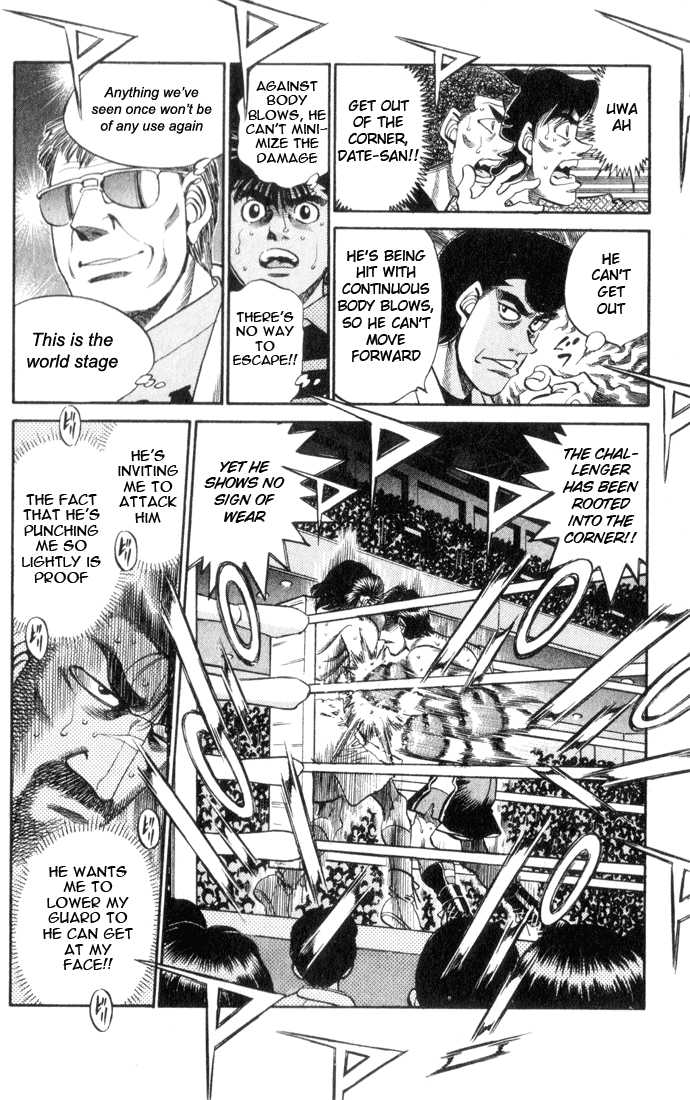 UWA
AH
GET OUT
OF THE
CORNER,
DATE-SAN!!
AGAINST
BODY
BLOWS, HE
CAN'T MINI-
MIZE THE
DAMAGE
THERE'S
NO WAY
TO
ESCAPE!!
Anything we've
seen once won't be
of any use again
This is the
world stage
HE
CAN'T
GET
OUT
HE'S BEING
HIT WITH
CONTINUOUS
BODY BLOWS,
SO HE CAN'T
MOVE
FORWARD
THE CHAL-
LENGER
HAS BEEN
ROOTED
INTO THE
CORNER!!
YET HE
SHOWS NO
SIGN OF
WEAR
HE'S
INVITING
ME TO
ATTACK
HIM
THE FACT
THAT HE'S
PUNCHING
ME SO
LIGHTLY IS
PROOF
HE WANTS
ME TO
LOWER MY
GUARD TO
HE CAN GET
AT MY
FACE!!